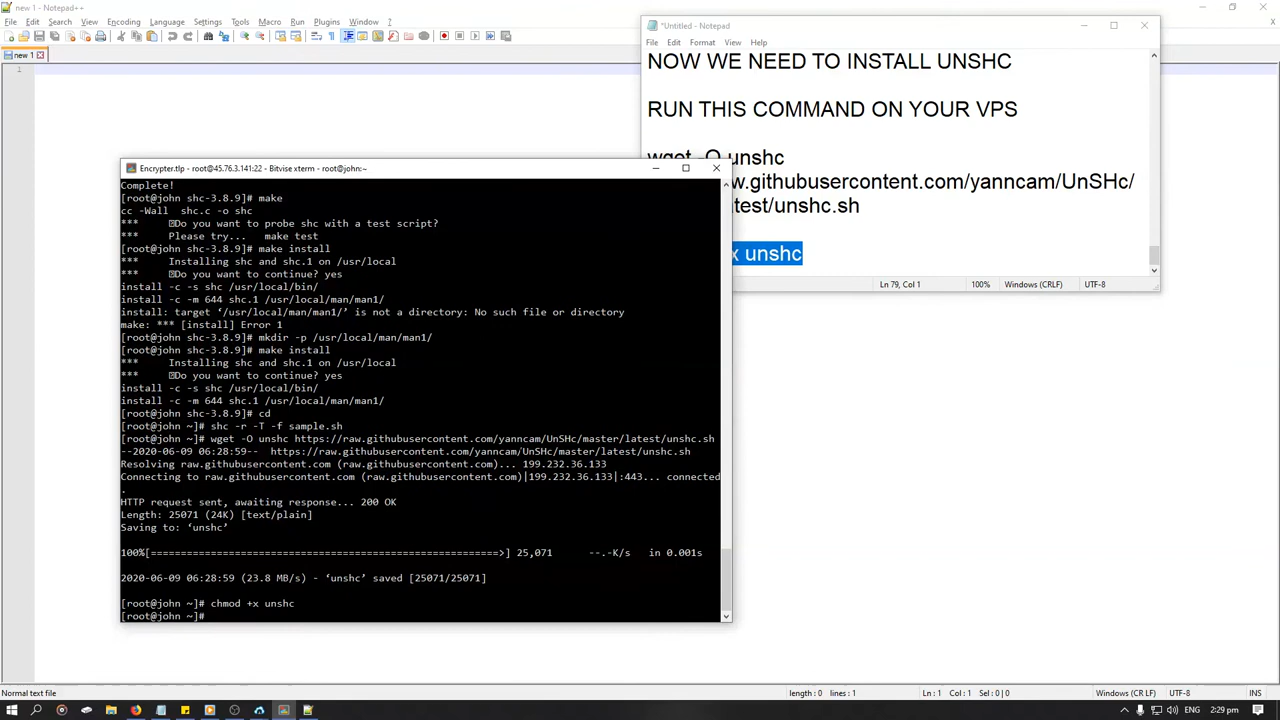 new 1 - Notepad++
File Edit Search View Encoding Language Settings Tools Macro Run Plugins Window ?
X
new 1
1
*Untitled - Notepad
File Edit Format View Help
NOW WE NEED TO INSTALL UNSHC
RUN THIS COMMAND ON YOUR VPS
wget -O unshc
w.githubusercontent.com/yanncam/UnSHc/
test/unshc.sh
x unshc
Ln 79, Col 1 100% Windows (CRLF) UTF-8
Encrypter.tlp - root@45.76.3.141:22 - Bitvise xterm - root@john:~
Complete!
[root@john shc-3.8.9]# make
cc -Wall shc.c -o shc
*** Do you want to probe shc with a test script?
*** Please try... make test
[root@john shc-3.8.9]# make install
*** Installing shc and shc.1 on /usr/local
*** Do you want to continue? yes
install -c -s shc /usr/local/bin/
install -c -m 644 shc.1 /usr/local/man/man1/
install: target ‘/usr/local/man/man1/’ is not a directory: No such file or directory
make: *** [install] Error 1
[root@john shc-3.8.9]# mkdir -p /usr/local/man/man1/
[root@john shc-3.8.9]# make install
*** Installing shc and shc.1 on /usr/local
*** Do you want to continue? yes
install -c -s shc /usr/local/bin/
install -c -m 644 shc.1 /usr/local/man/man1/
[root@john shc-3.8.9]# cd
[root@john ~]# shc -r -T -f sample.sh
[root@john ~]# wget -O unshc https://raw.githubusercontent.com/yanncam/UnSHc/master/latest/unshc.sh
--2020-06-09 06:28:59-- https://raw.githubusercontent.com/yanncam/UnSHc/master/latest/unshc.sh
Resolving raw.githubusercontent.com (raw.githubusercontent.com)... 199.232.36.133
Connecting to raw.githubusercontent.com (raw.githubusercontent.com)|199.232.36.133|:443... connected
.
HTTP request sent, awaiting response... 200 OK
Length: 25071 (24K) [text/plain]
Saving to: ‘unshc’
100%[======================================================>] 25,071 --.-K/s in 0.001s
2020-06-09 06:28:59 (23.8 MB/s) - ‘unshc’ saved [25071/25071]
[root@john ~]# chmod +x unshc
[root@john ~]#
Normal text file length : 0 lines : 1 Ln : 1 Col : 1 Sel : 0 | 0 Windows (CR LF) UTF-8 INS
2:29 pm